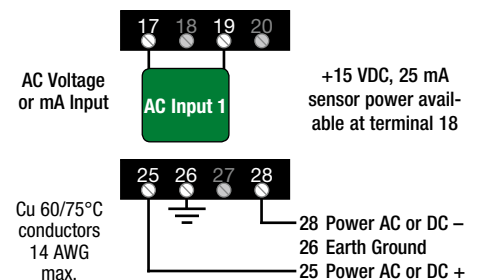 17 18 19 20
AC Voltage
or mA Input
AC Input 1
+15 VDC, 25 mA
sensor power avail-
able at terminal 18
25 26 27 28
Cu 60/75°C
conductors
14 AWG
max.
28 Power AC or DC –
26 Earth Ground
25 Power AC or DC +